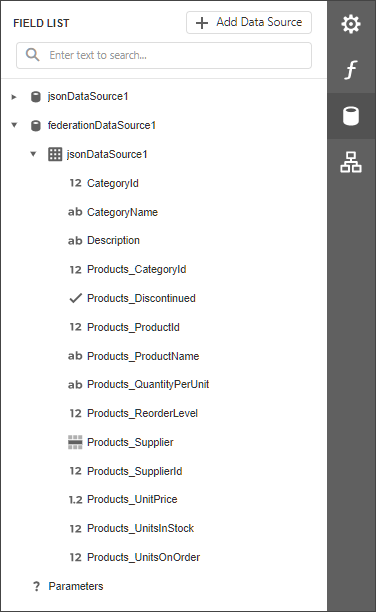 FIELD LIST
Add Data Source
Enter text to search...
jsonDataSource1
federationDataSource1
jsonDataSource1
12 CategoryId
ab CategoryName
ab Description
12 Products_CategoryId
Products_Discontinued
12 Products_ProductId
ab Products_ProductName
ab Products_QuantityPerUnit
12 Products_ReorderLevel
Products_Supplier
12 Products_SupplierId
1.2 Products_UnitPrice
12 Products_UnitsInStock
12 Products_UnitsOnOrder
? Parameters